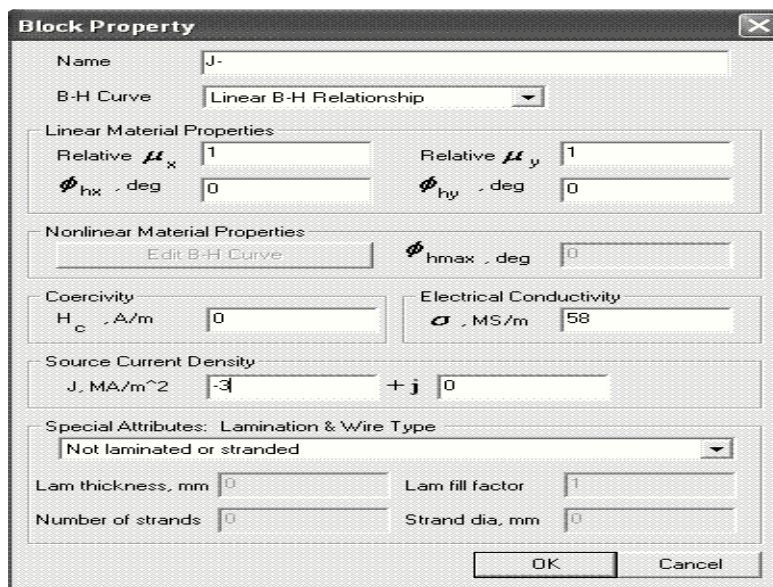 Block Property
Name J-
B-H Curve Linear B-H Relationship
Linear Material Properties
Relative μx 1 Relative μy 1
ϕhx , deg 0 ϕhy , deg 0
Nonlinear Material Properties
Edit B-H Curve ϕhmax , deg 0
Coercivity Electrical Conductivity
Hc , A/m 0 σ , MS/m 58
Source Current Density
J, MA/m^2 -3 + j 0
Special Attributes: Lamination & Wire Type
Not laminated or stranded
Lam thickness, mm 0 Lam fill factor 1
Number of strands 0 Strand dia, mm 0
OK Cancel